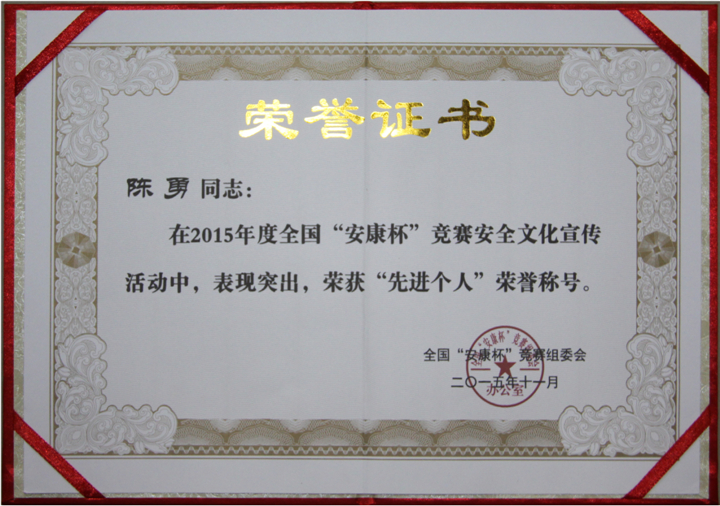 荣誉证书
陈勇同志：
在2015年度全国“安康杯”竞赛安全文化宣传
活动中，表现突出，荣获“先进个人”荣誉称号。
全国“安康杯”竞赛组委会
二〇一五年十一月
办公室